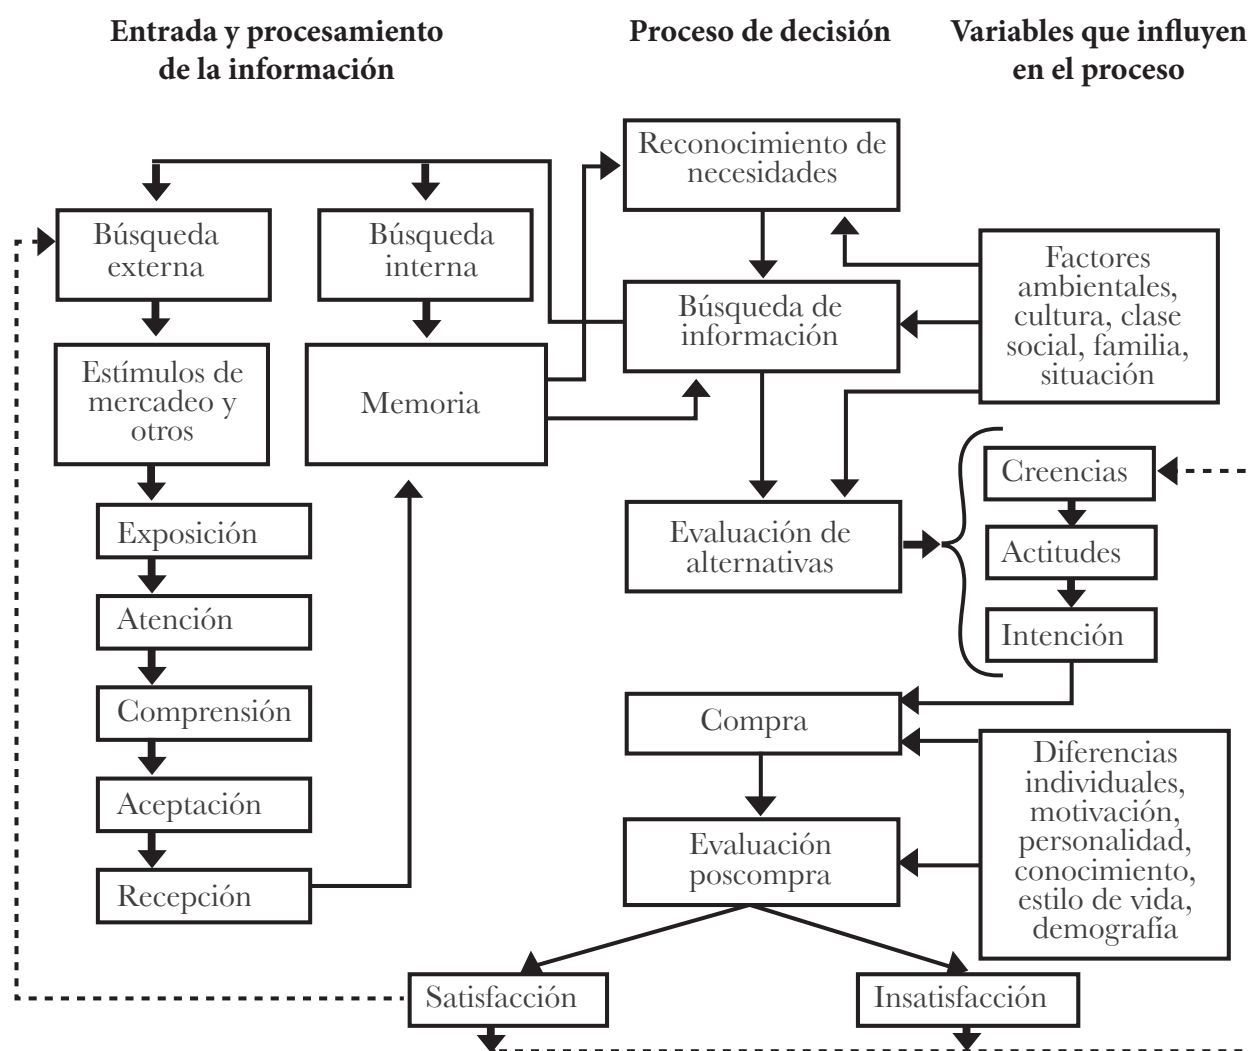 Entrada y procesamiento
de la información
Proceso de decisión
Variables que influyen
en el proceso
Búsqueda
externa
Estímulos de
mercadeo y
otros
Exposición
Atención
Comprensión
Aceptación
Recepción
Búsqueda
interna
Memoria
Reconocimiento de
necesidades
Búsqueda de
información
Evaluación de
alternativas
Compra
Evaluación
poscompra
Satisfacción
Insatisfacción
Factores
ambientales,
cultura, clase
social, familia,
situación
Creencias
Actitudes
Intención
Diferencias
individuales,
motivación,
personalidad,
conocimiento,
estilo de vida,
demografía